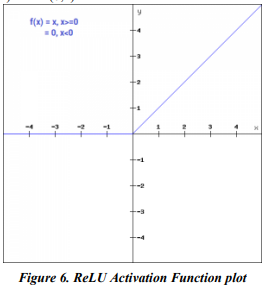 y
f(x) = x, x>=0
= 0, x<0
4
3
2
1
-4 -3 -2 -1 1 2 3 4 x
-1
-2
-3
-4
Figure 6. ReLU Activation Function plot